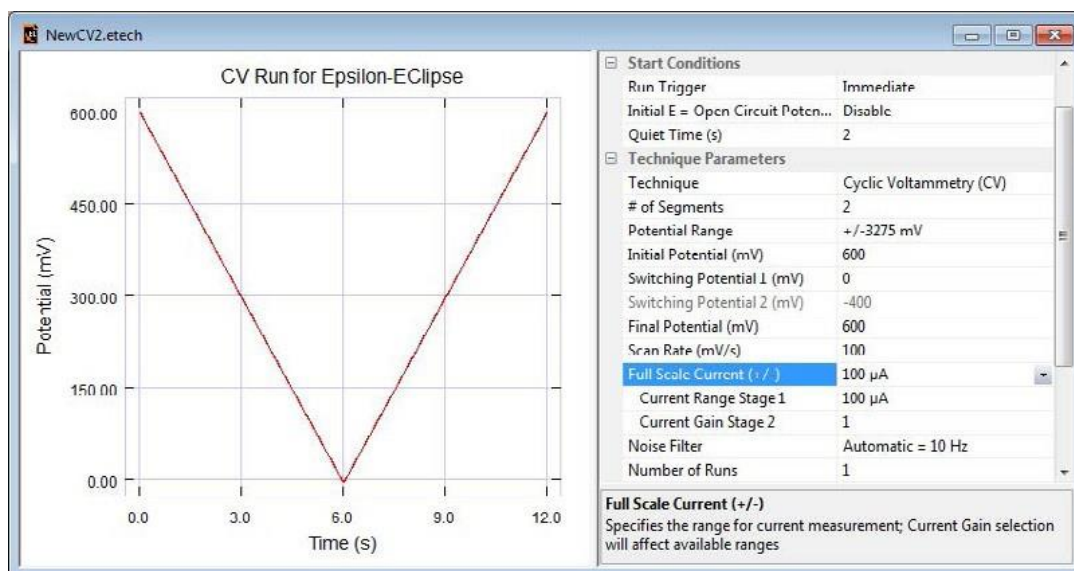 NewCV2.etech
CV Run for Epsilon-EClipse
Potential (mV)
600.00
450.00
300.00
150.00
0.00
0.0 3.0 6.0 9.0 12.0
Time (s)
Start Conditions
Run Trigger Immediate
Initial E = Open Circuit Poten... Disable
Quiet Time (s) 2
Technique Parameters
Technique Cyclic Voltammetry (CV)
# of Segments 2
Potential Range +/-3275 mV
Initial Potential (mV) 600
Switching Potential 1 (mV) 0
Switching Potential 2 (mV) -400
Final Potential (mV) 600
Scan Rate (mV/s) 100
Full Scale Current (+/-) 100 µA
Current Range Stage 1 100 µA
Current Gain Stage 2 1
Noise Filter Automatic = 10 Hz
Number of Runs 1
Full Scale Current (+/-)
Specifies the range for current measurement; Current Gain selection
will affect available ranges